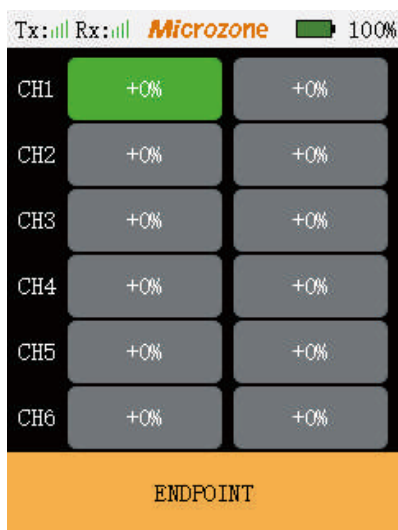 Tx: Rx: Microzone 100%
CH1 +0% +0%
CH2 +0% +0%
CH3 +0% +0%
CH4 +0% +0%
CH5 +0% +0%
CH6 +0% +0%
ENDPOINT